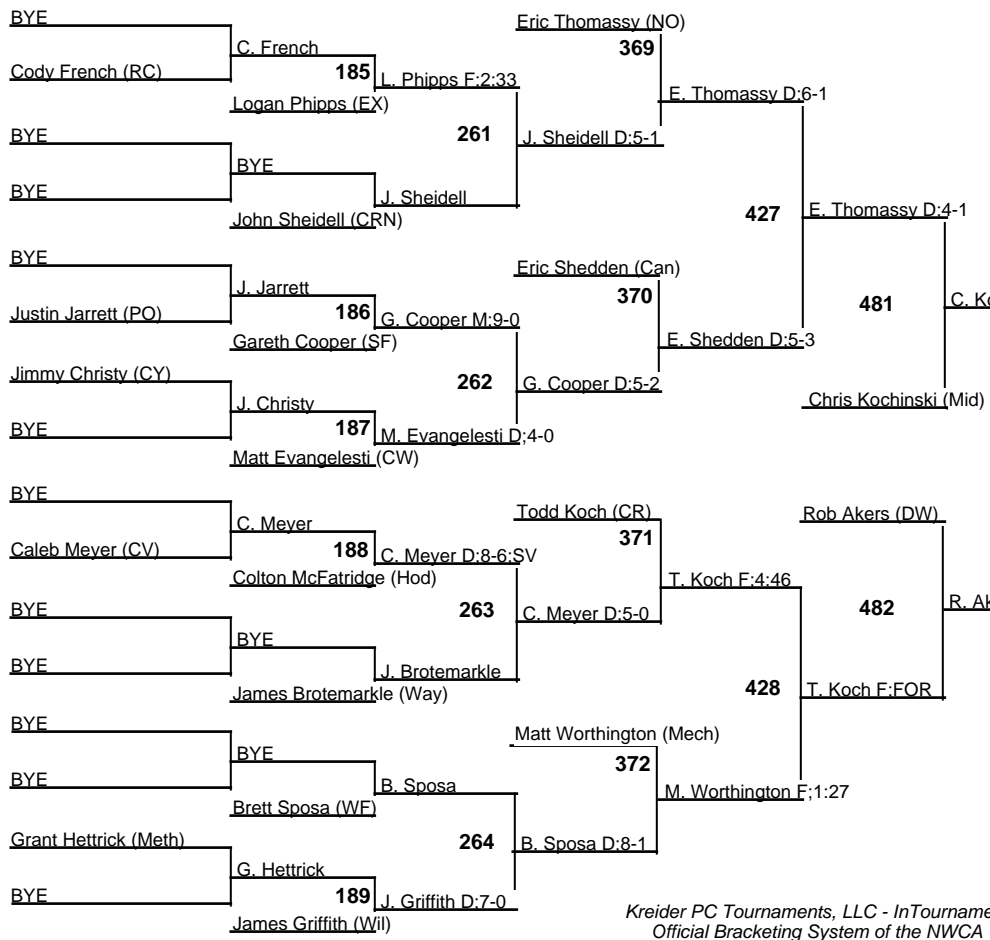 BYE
Eric Thomassy (NO)
C. French
369
Cody French (RC)
185
L. Phipps F:2:33
E. Thomassy D:6-1
Logan Phipps (EX)
BYE
261
J. Sheidell D:5-1
BYE
BYE
J. Sheidell
427
E. Thomassy D:4-1
John Sheidell (CRN)
BYE
Eric Shedden (Can)
J. Jarrett
370
481
C.
Justin Jarrett (PO)
186
G. Cooper M:9-0
Gareth Cooper (SF)
E. Shedden D:5-3
Jimmy Christy (CY)
262
G. Cooper D:5-2
J. Christy
Chris Kochinski (Mid)
BYE
187
M. Evangelesti D;4-0
Matt Evangelesti (CW)
BYE
Todd Koch (CR)
Rob Akers (DW)
C. Meyer
371
Caleb Meyer (CV)
188
C. Meyer D:8-6:SV
Colton McFatridge (Hod)
T. Koch F:4:46
BYE
263
C. Meyer D:5-0
482
R.
BYE
BYE
J. Brotemarkle
James Brotemarkle (Way)
428
T. Koch F:FOR
BYE
Matt Worthington (Mech)
BYE
372
BYE
B. Sposa
M. Worthington F;1:27
Brett Sposa (WF)
Grant Hettrick (Meth)
264
B. Sposa D:8-1
G. Hettrick
BYE
189
J. Griffith D:7-0
James Griffith (Wil)
Kreider PC Tournaments, LLC - InTourname
Official Bracketing System of the NWCA